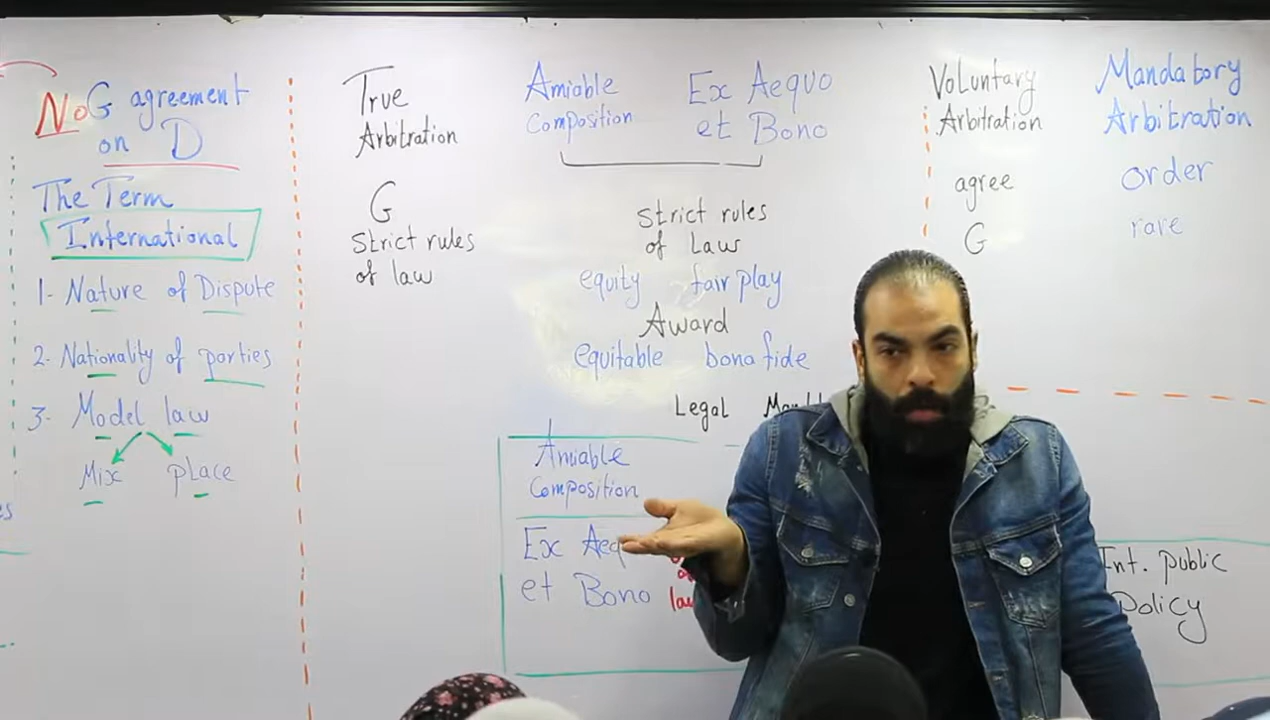 No G agreement
on D
The Term
International
1- Nature of Dispute
2- Nationality of parties
3- Model law
Mix place
True
Arbitration
G
Strict rules
of law
Amiable
Composition
Ex Aequo
et Bono
strict rules
of Law
equity fair play
Award
equitable bona fide
Legal
Amiable
Composition
Ex
et Bono
Voluntary
Arbitration
agree
G
Mandatory
Arbitration
order
rare
Int. public
Policy